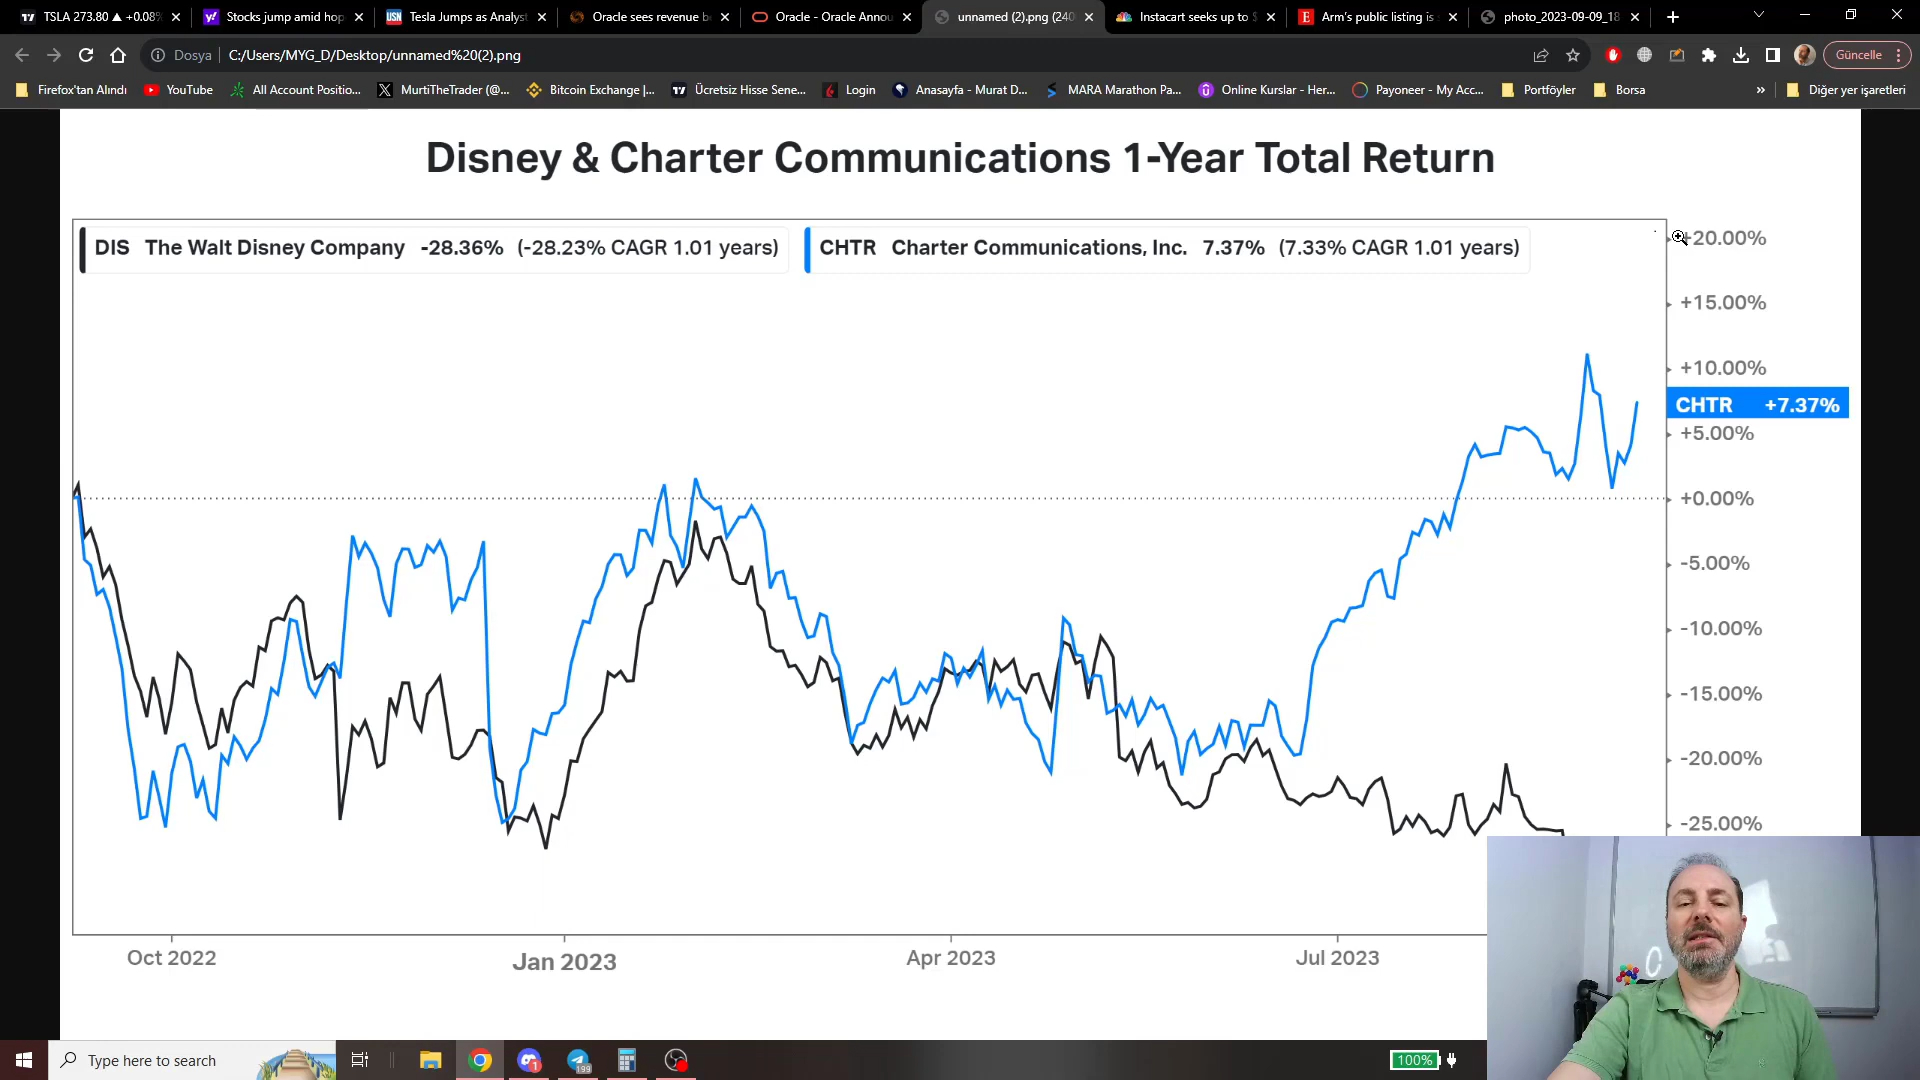 TSLA 273.80 ▲ +0.08%
Stocks jump amid hop
USN
Tesla Jumps as Analyst
Oracle sees revenue b
Oracle - Oracle Annou
unnamed (2).png (240
Instacart seeks up to $
E
Arm's public listing is
photo_2023-09-09_18
Dosya
C:/Users/MYG_D/Desktop/unnamed%20(2).png
Güncelle
Firefox'tan Alındı
YouTube
All Account Positio...
MurtiTheTrader (@...
Bitcoin Exchange |...
Ücretsiz Hisse Sene...
Login
Anasayfa - Murat D...
MARA Marathon Pa...
Online Kurslar - Her...
Payoneer - My Acc...
Portföyler
Borsa
»
Diğer yer işaretleri
Disney & Charter Communications 1-Year Total Return
DIS The Walt Disney Company -28.36% (-28.23% CAGR 1.01 years)
CHTR Charter Communications, Inc. 7.37% (7.33% CAGR 1.01 years)
+20.00%
+15.00%
+10.00%
CHTR +7.37%
+5.00%
+0.00%
-5.00%
-10.00%
-15.00%
-20.00%
-25.00%
Oct 2022
Jan 2023
Apr 2023
Jul 2023
Type here to search
1
199
100%